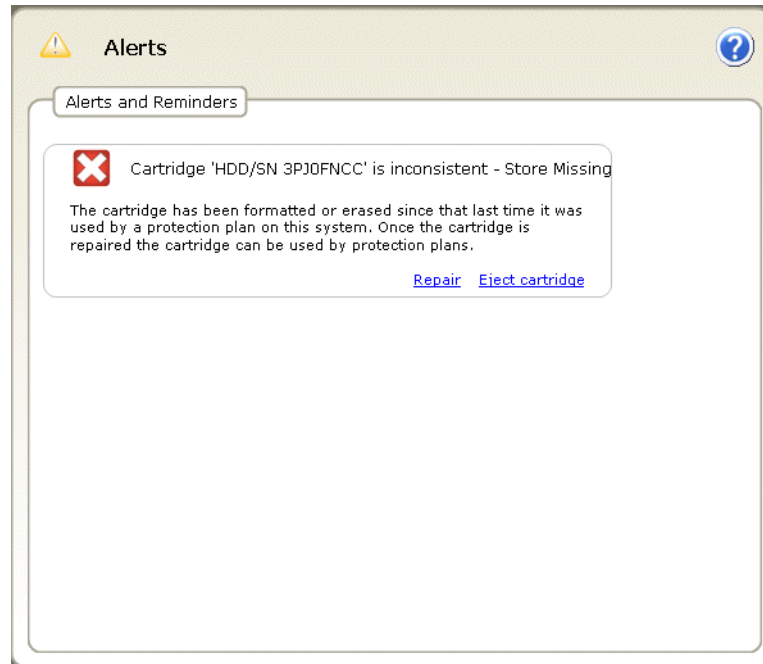 Alerts
Alerts and Reminders
Cartridge 'HDD/SN 3PJ0FNCC' is inconsistent - Store Missing
The cartridge has been formatted or erased since that last time it was
used by a protection plan on this system. Once the cartridge is
repaired the cartridge can be used by protection plans.
Repair Eject cartridge